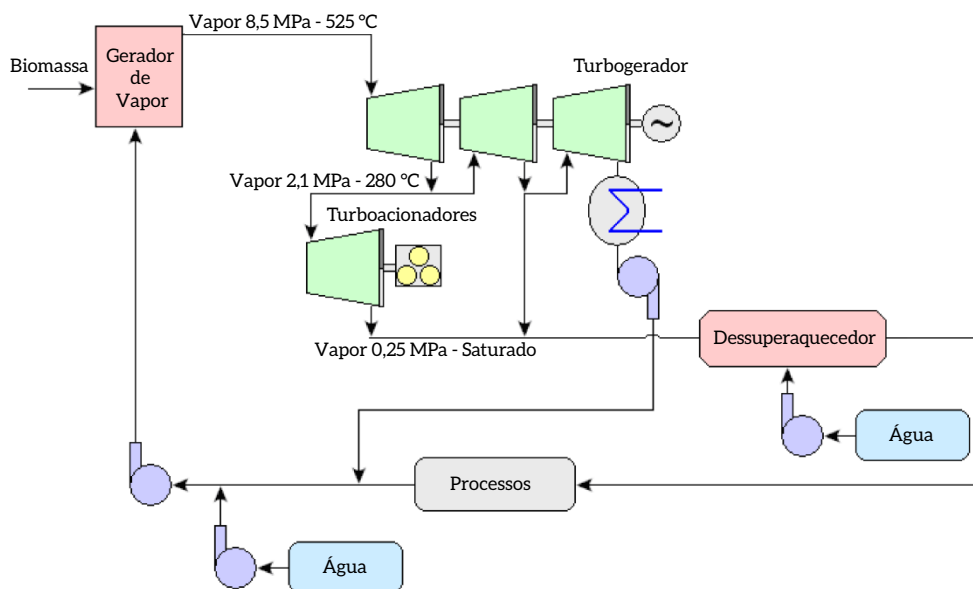 Vapor 8,5 MPa - 525 °C
Biomassa
Gerador
de
Vapor
Turbogerador
~
Vapor 2,1 MPa - 280 °C
Turboacionadores
Vapor 0,25 MPa - Saturado
Dessuperaquecedor
Água
Processos
Água